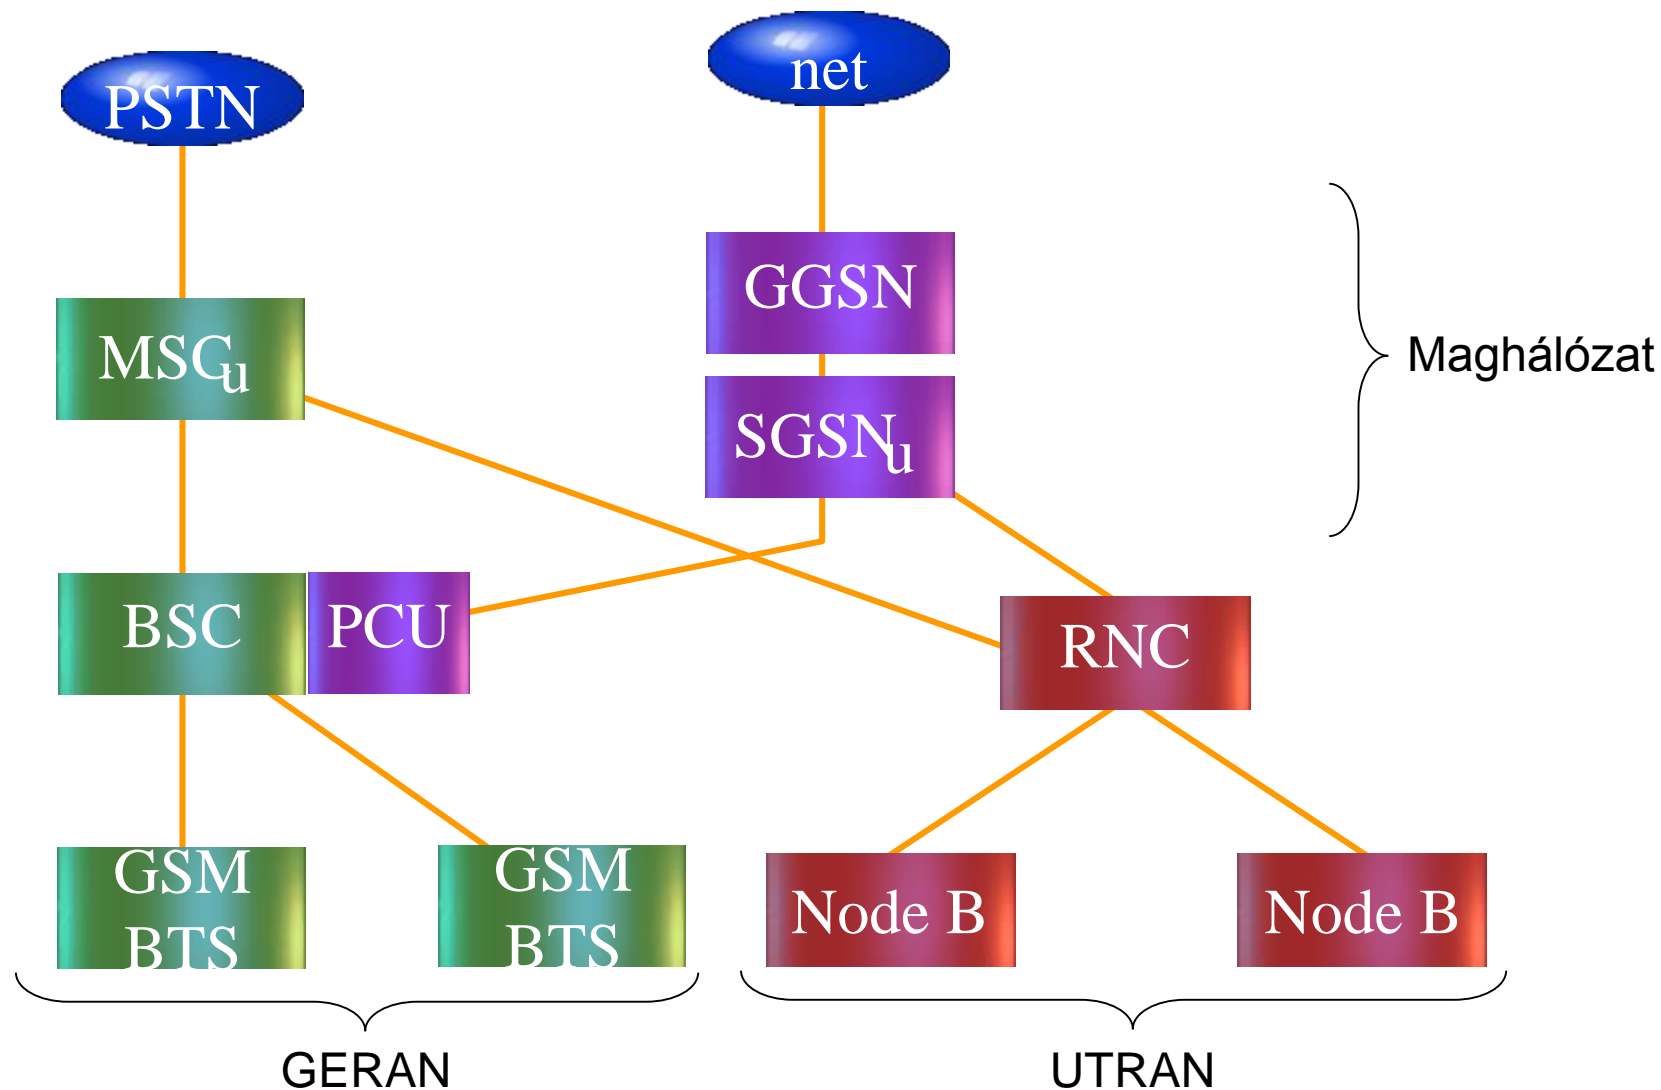 PSTN
net
GGSN
MSCu
Maghálózat
SGSNu
BSC
PCU
RNC
GSM
BTS
GSM
BTS
Node B
Node B
GERAN
UTRAN